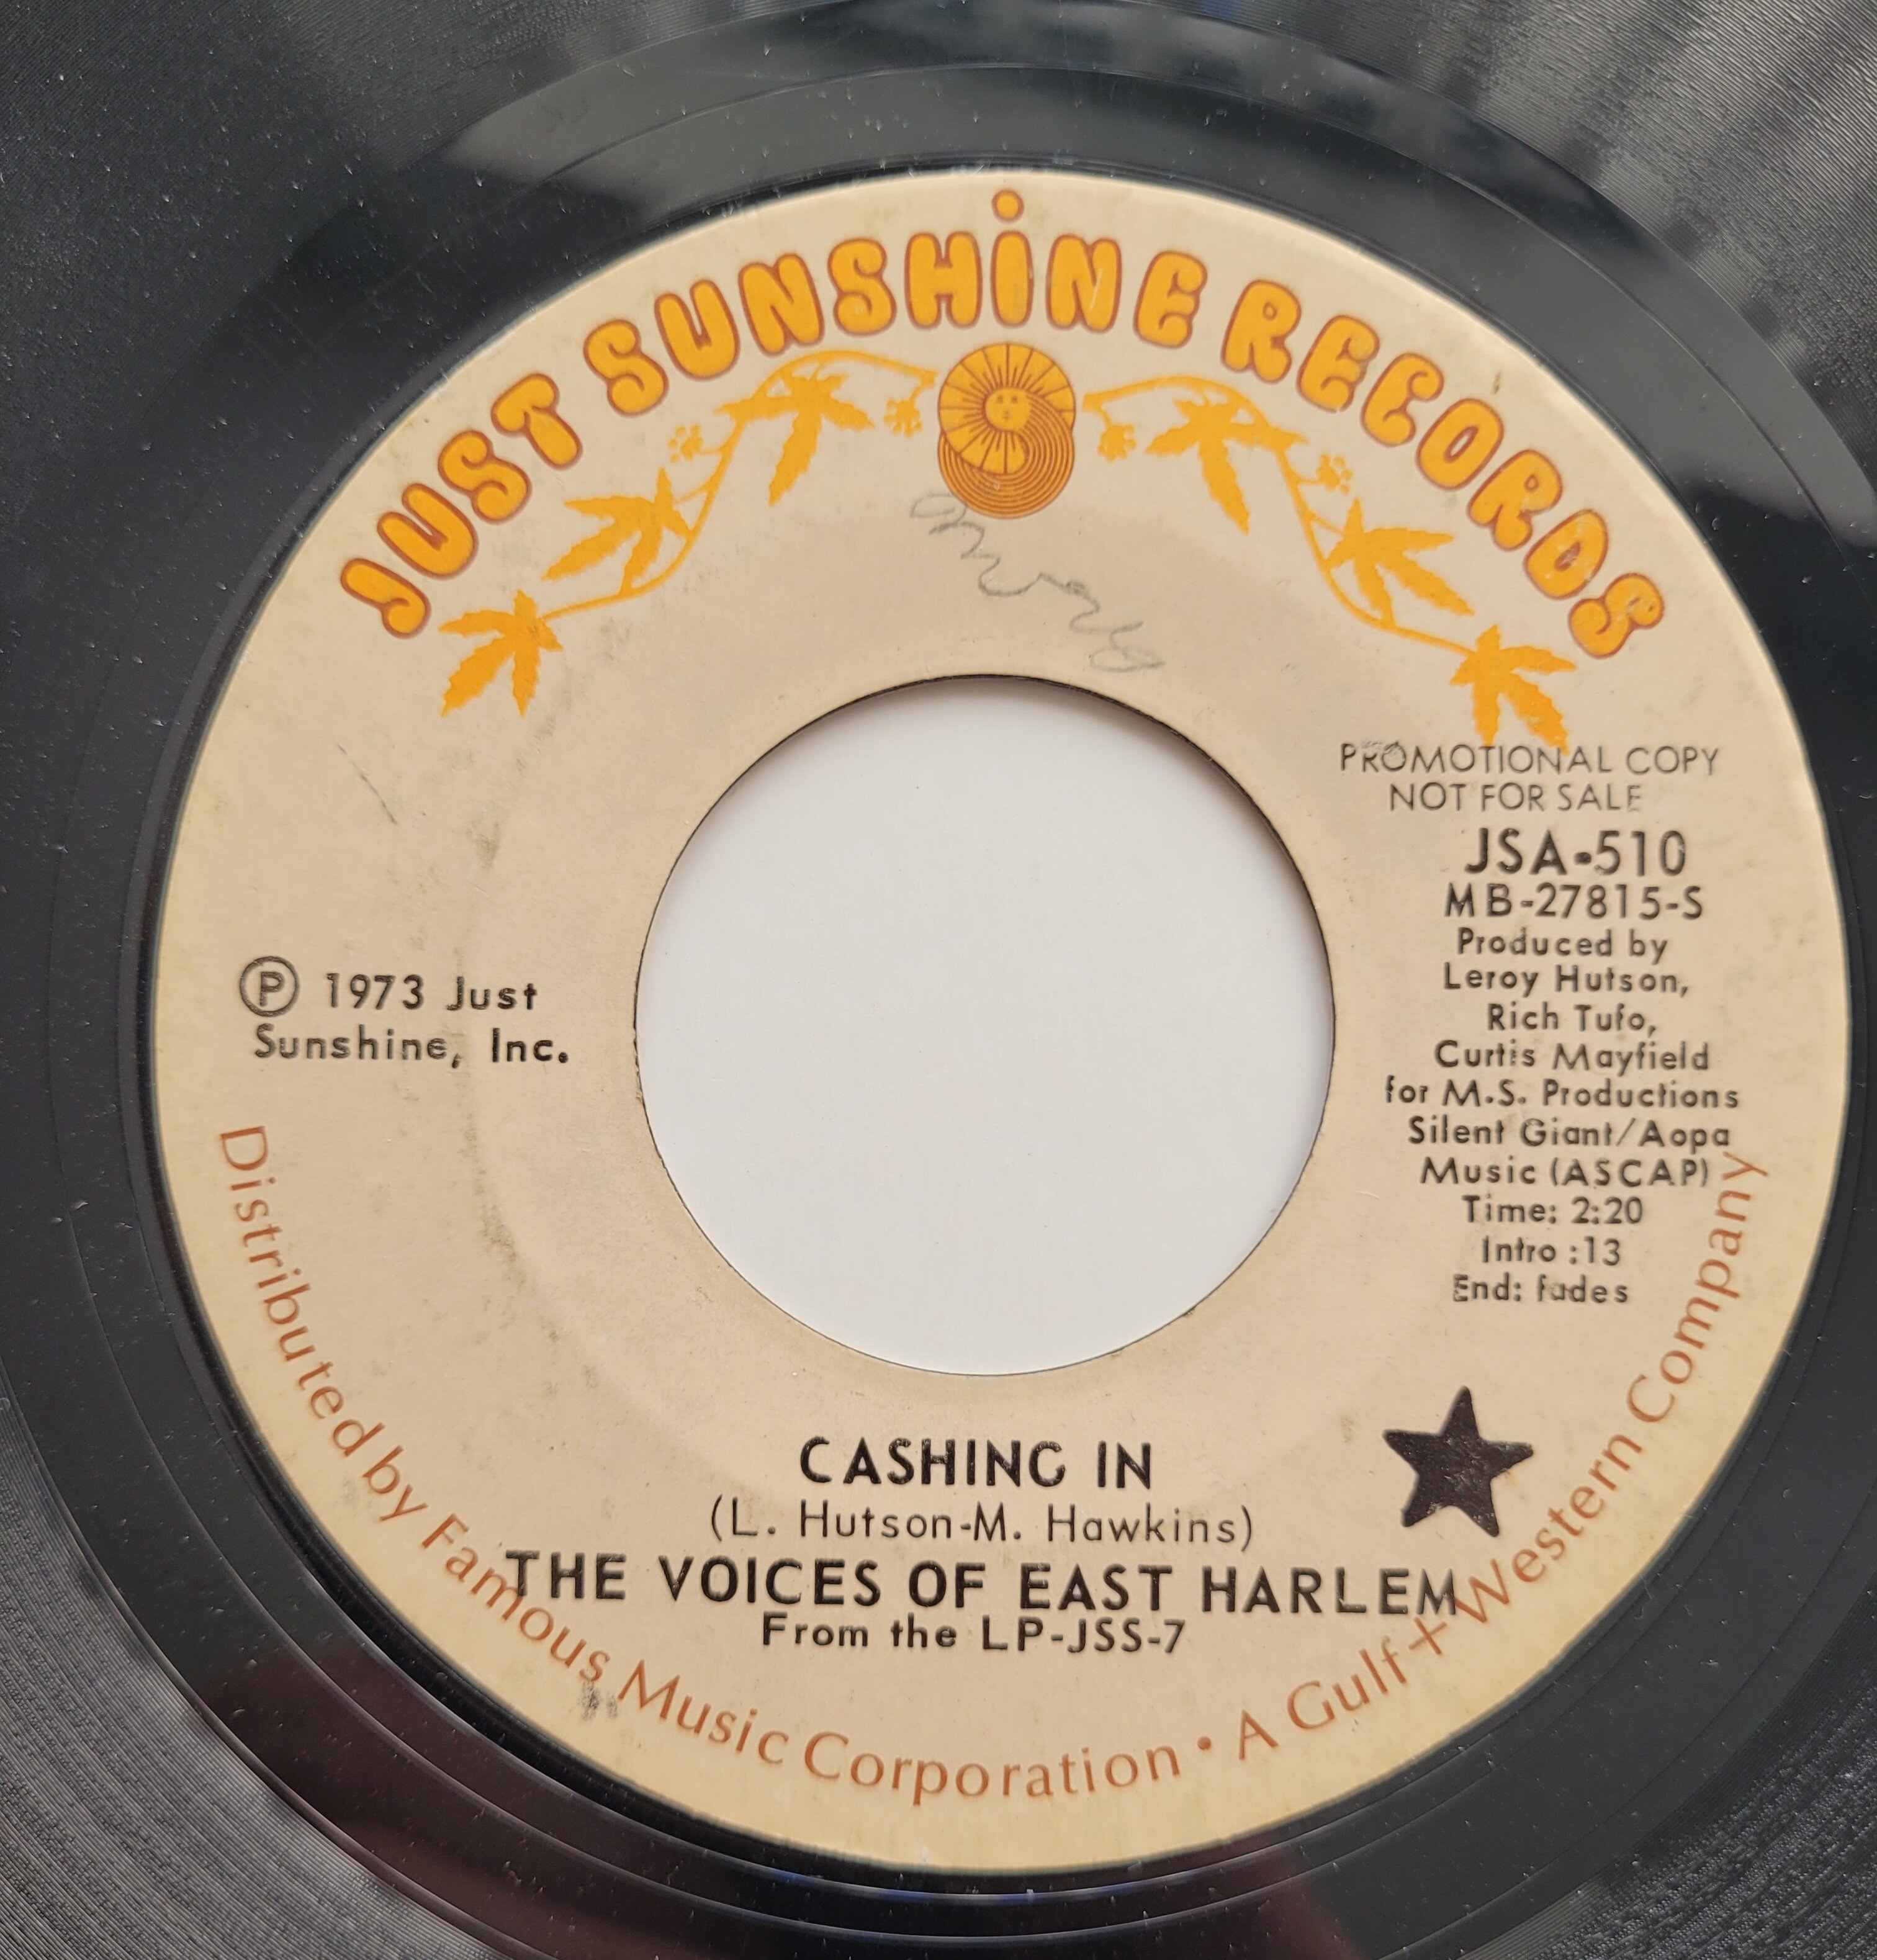 JUST SUNSHiNE RECORDS
PROMOTIONAL COPY
NOT FOR SALE
JSA-510
MB-27815-S
Produced by
Leroy Hutson,
Rich Tufo,
Curtis Mayfield
for M.S. Productions
Silent Giant/Aopa
Music (ASCAP)
Time: 2:20
Intro :13
End: fades
Ⓟ 1973 Just
Sunshine, Inc.
CASHING IN
(L. Hutson-M. Hawkins)
THE VOICES OF EAST HARLEM
From the LP-JSS-7
Distributed by Famous Music Corporation • A Gulf+Western Company